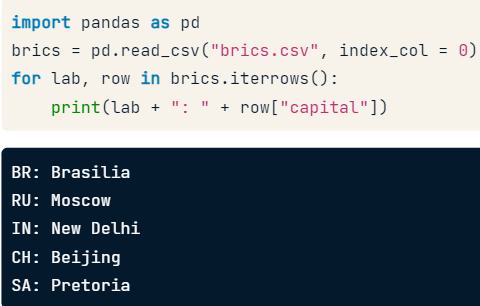 import pandas as pd
brics = pd.read_csv("brics.csv", index_col = 0)
for lab, row in brics.iterrows():
    print(lab + ": " + row["capital"])
BR: Brasilia
RU: Moscow
IN: New Delhi
CH: Beijing
SA: Pretoria